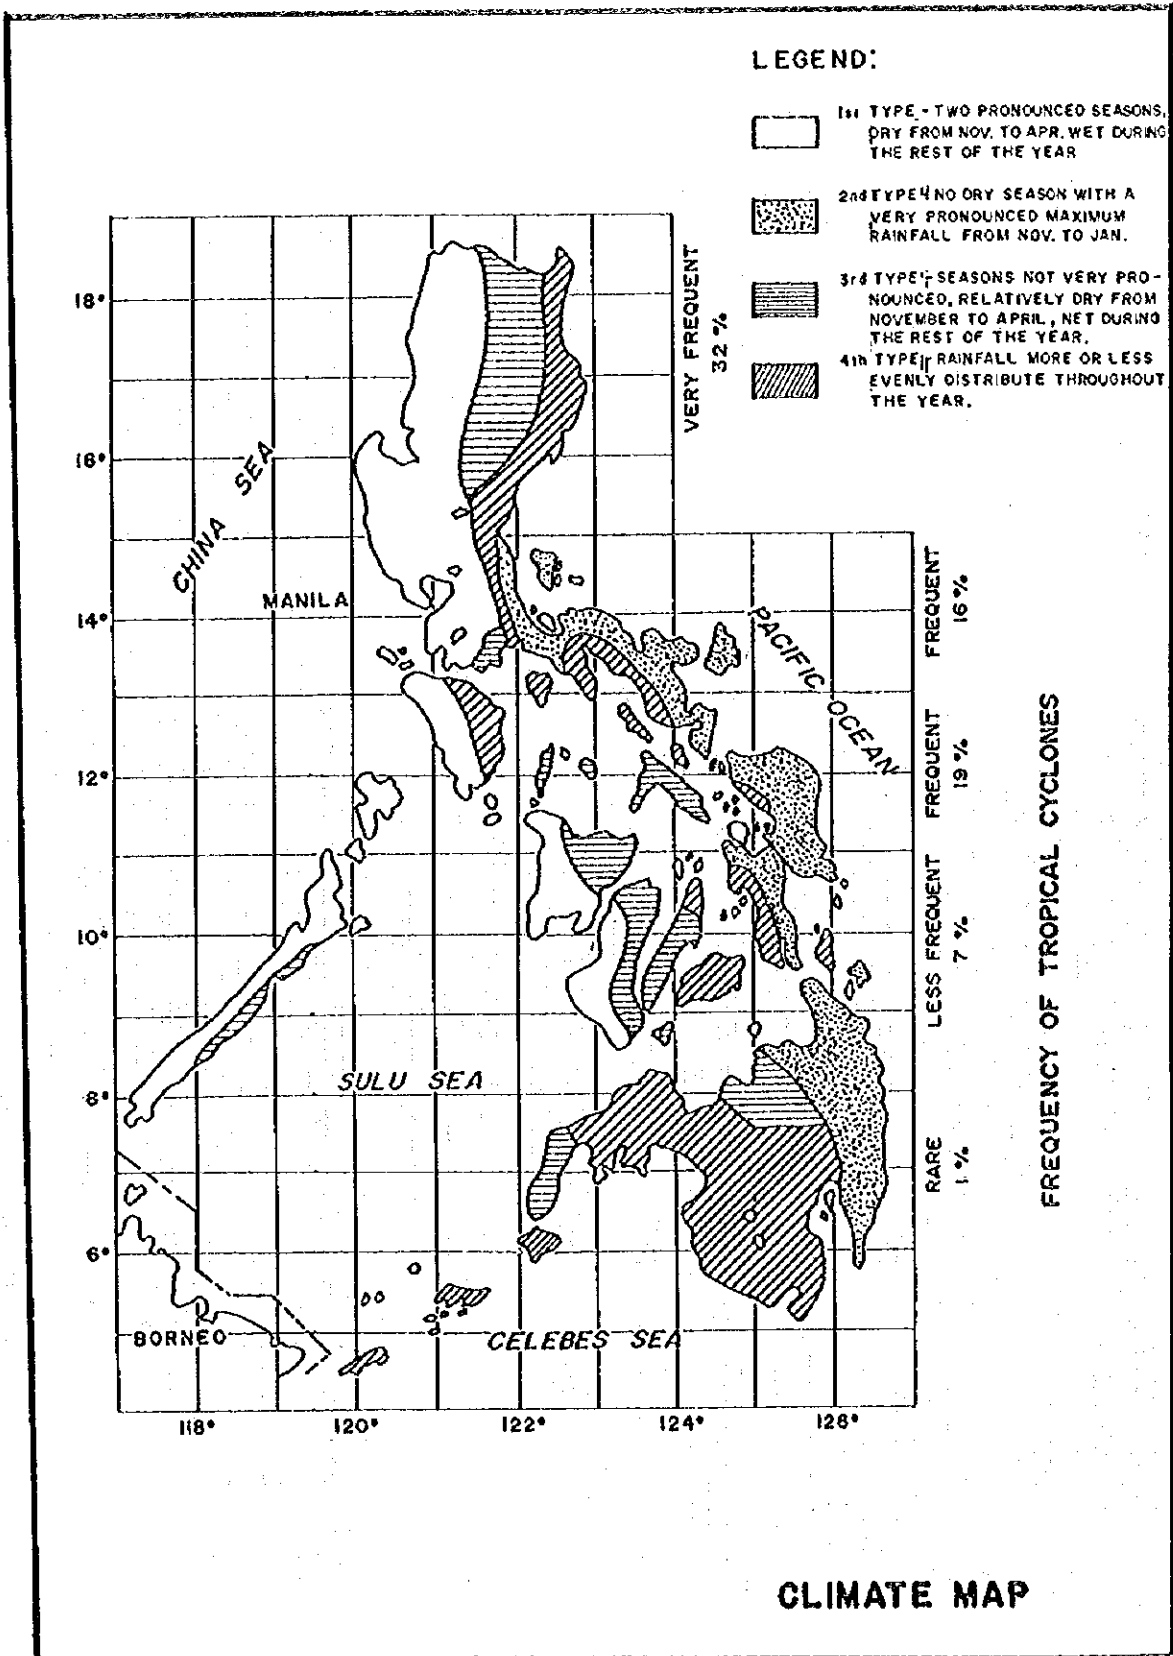 LEGEND:
1st TYPE - TWO PRONOUNCED SEASONS,
DRY FROM NOV. TO APR. WET DURING
THE REST OF THE YEAR
2nd TYPE NO DRY SEASON WITH A
VERY PRONOUNCED MAXIMUM
RAINFALL FROM NOV. TO JAN.
3rd TYPE SEASONS NOT VERY PRO-
NOUNCED, RELATIVELY DRY FROM
NOVEMBER TO APRIL, NET DURING
THE REST OF THE YEAR.
4th TYPE RAINFALL MORE OR LESS
EVENLY DISTRIBUTE THROUGHOUT
THE YEAR.
18°
16°
14°
12°
10°
8°
6°
VERY FREQUENT
32 %
CHINA SEA
MANILA
PACIFIC OCEAN
FREQUENT
16 %
FREQUENT
19 %
LESS FREQUENT
7 %
RARE
1 %
FREQUENCY OF TROPICAL CYCLONES
SULU SEA
BORNEO
CELEBES SEA
118°
120°
122°
124°
126°
CLIMATE MAP